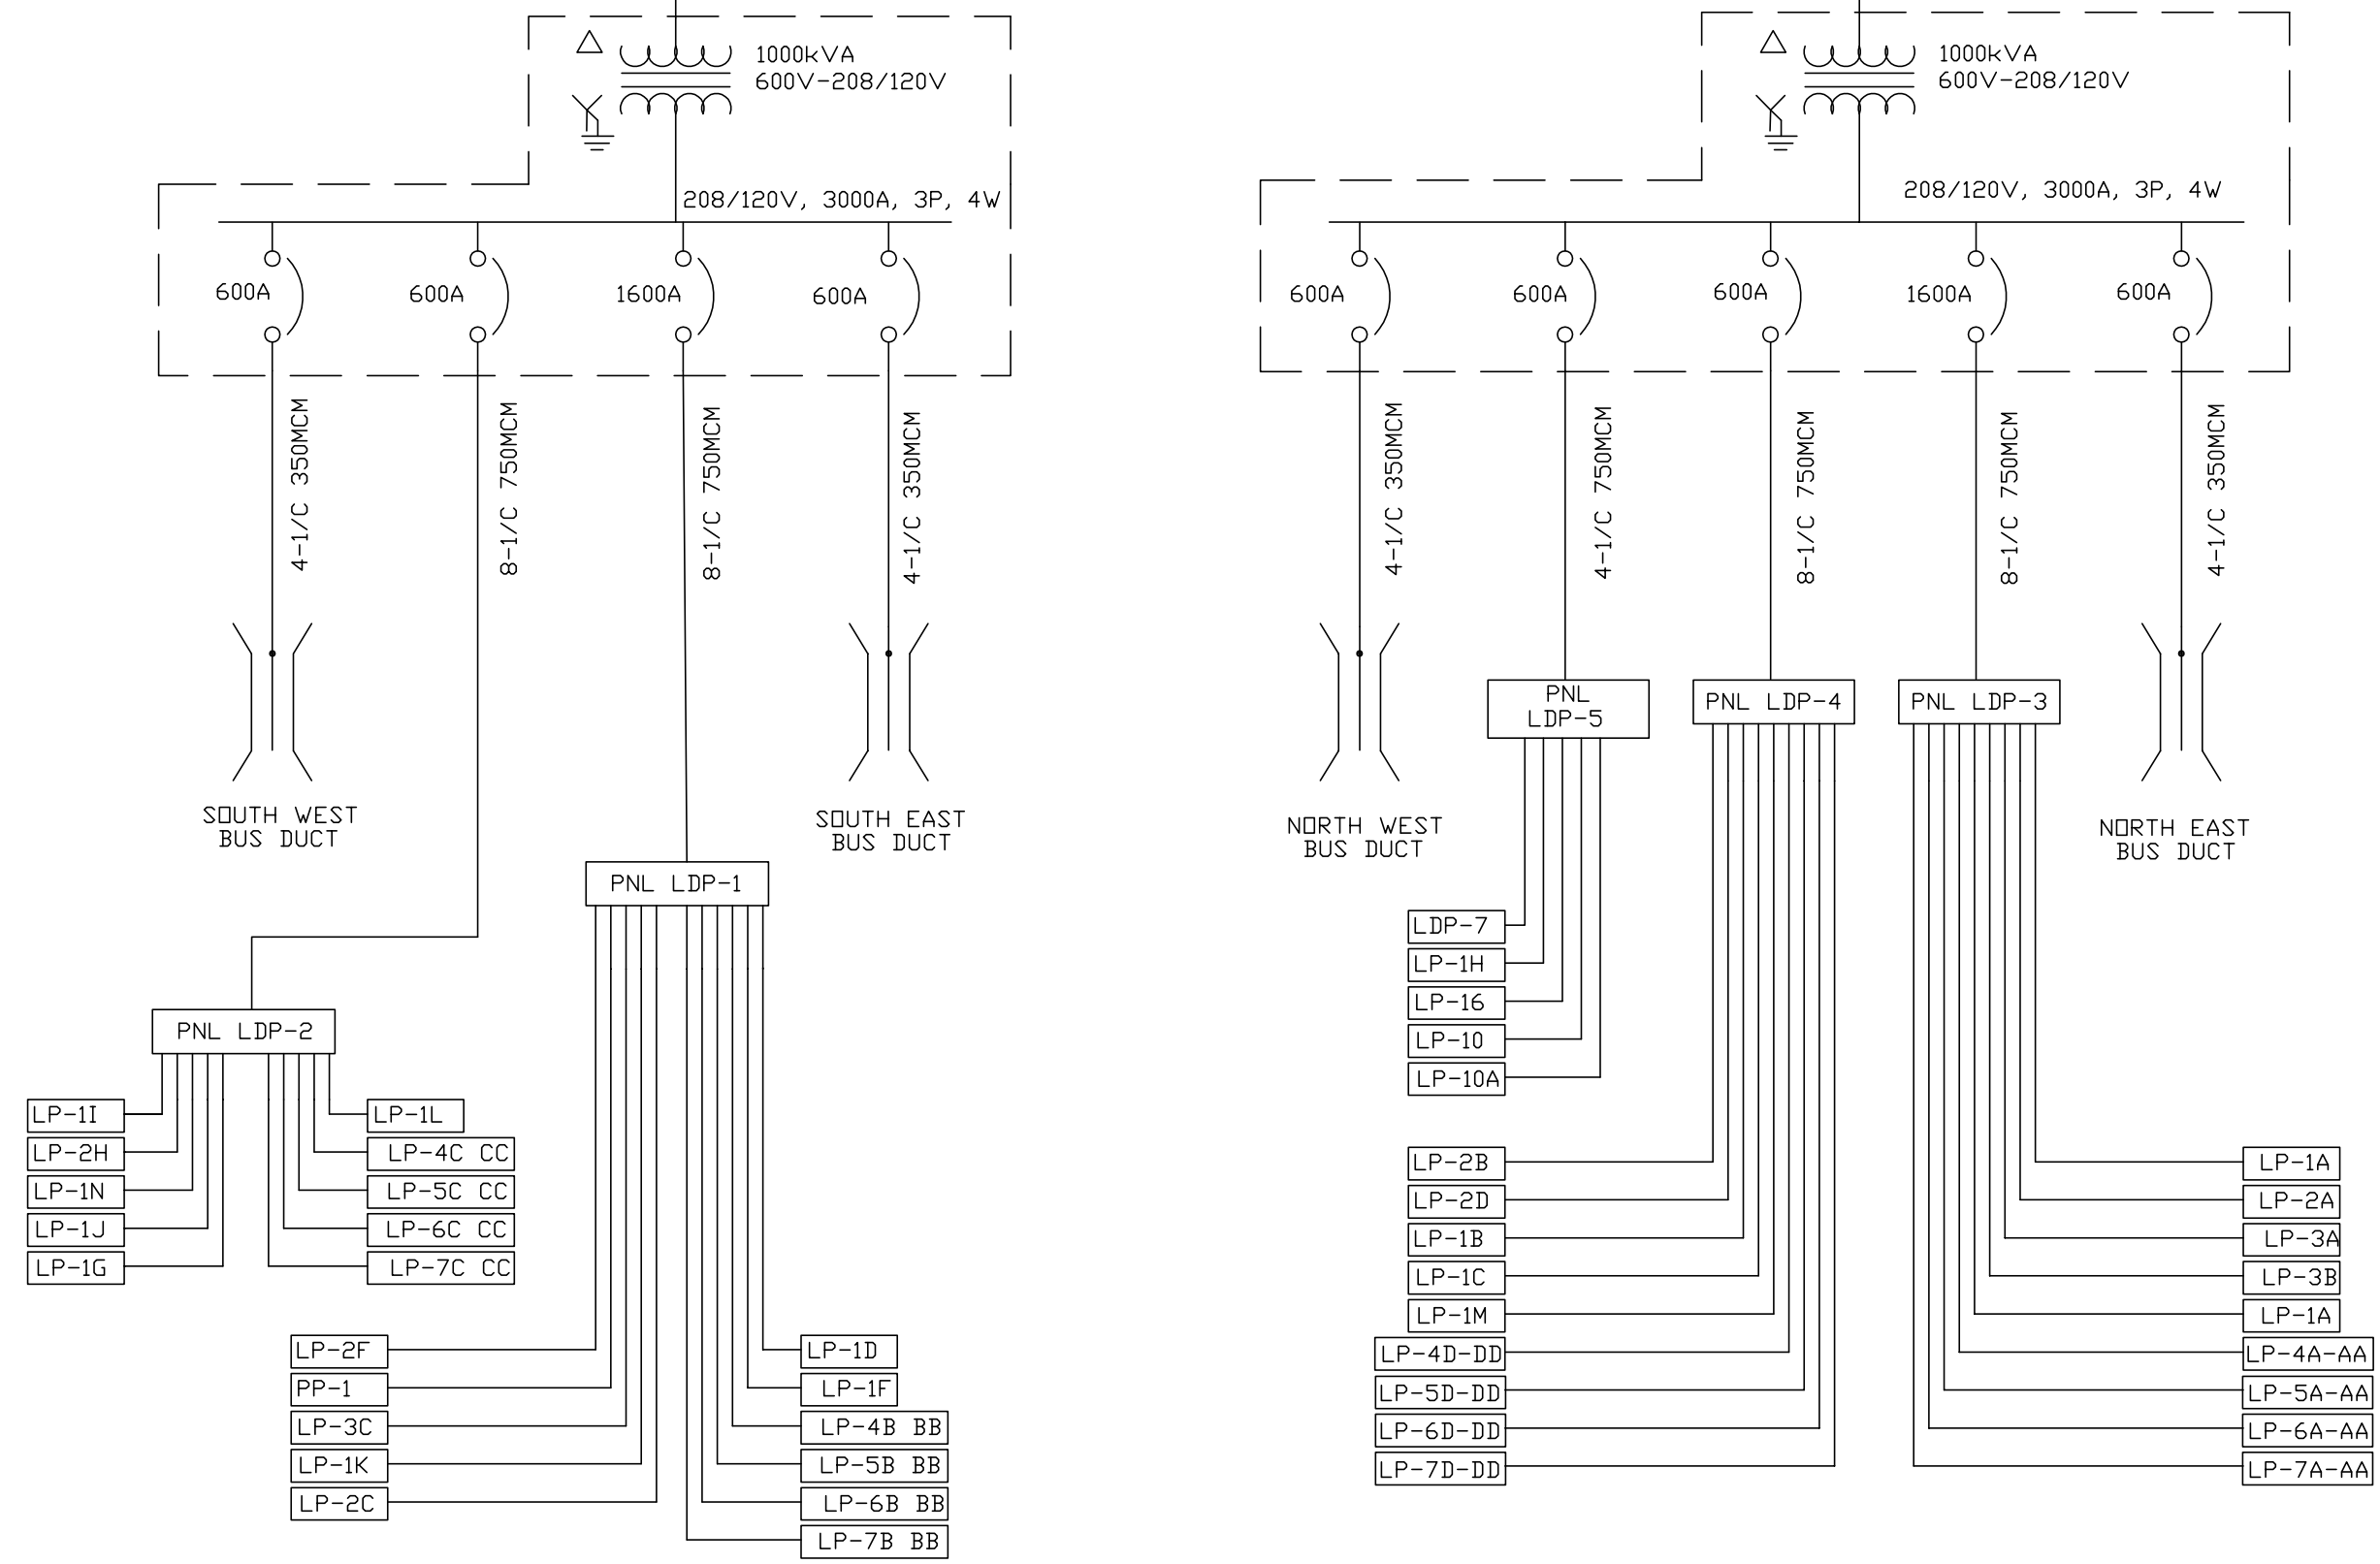 1000kVA
600V-208/120V
208/120V, 3000A, 3P, 4W
600A
600A
1600A
600A
4-1/C 350MCM
8-1/C 750MCM
8-1/C 750MCM
4-1/C 350MCM
SOUTH WEST
BUS DUCT
SOUTH EAST
BUS DUCT
PNL LDP-1
PNL LDP-2
LP-1I
LP-2H
LP-1N
LP-1J
LP-1G
LP-1L
LP-4C CC
LP-5C CC
LP-6C CC
LP-7C CC
LP-2F
PP-1
LP-3C
LP-1K
LP-2C
LP-1D
LP-1F
LP-4B BB
LP-5B BB
LP-6B BB
LP-7B BB
1000kVA
600V-208/120V
208/120V, 3000A, 3P, 4W
600A
600A
600A
1600A
600A
4-1/C 350MCM
4-1/C 750MCM
8-1/C 750MCM
8-1/C 750MCM
4-1/C 350MCM
NORTH WEST
BUS DUCT
PNL
LDP-5
PNL LDP-4
PNL LDP-3
NORTH EAST
BUS DUCT
LDP-7
LP-1H
LP-16
LP-10
LP-10A
LP-2B
LP-2D
LP-1B
LP-1C
LP-1M
LP-4D-DD
LP-5D-DD
LP-6D-DD
LP-7D-DD
LP-1A
LP-2A
LP-3A
LP-3B
LP-1A
LP-4A-AA
LP-5A-AA
LP-6A-AA
LP-7A-AA